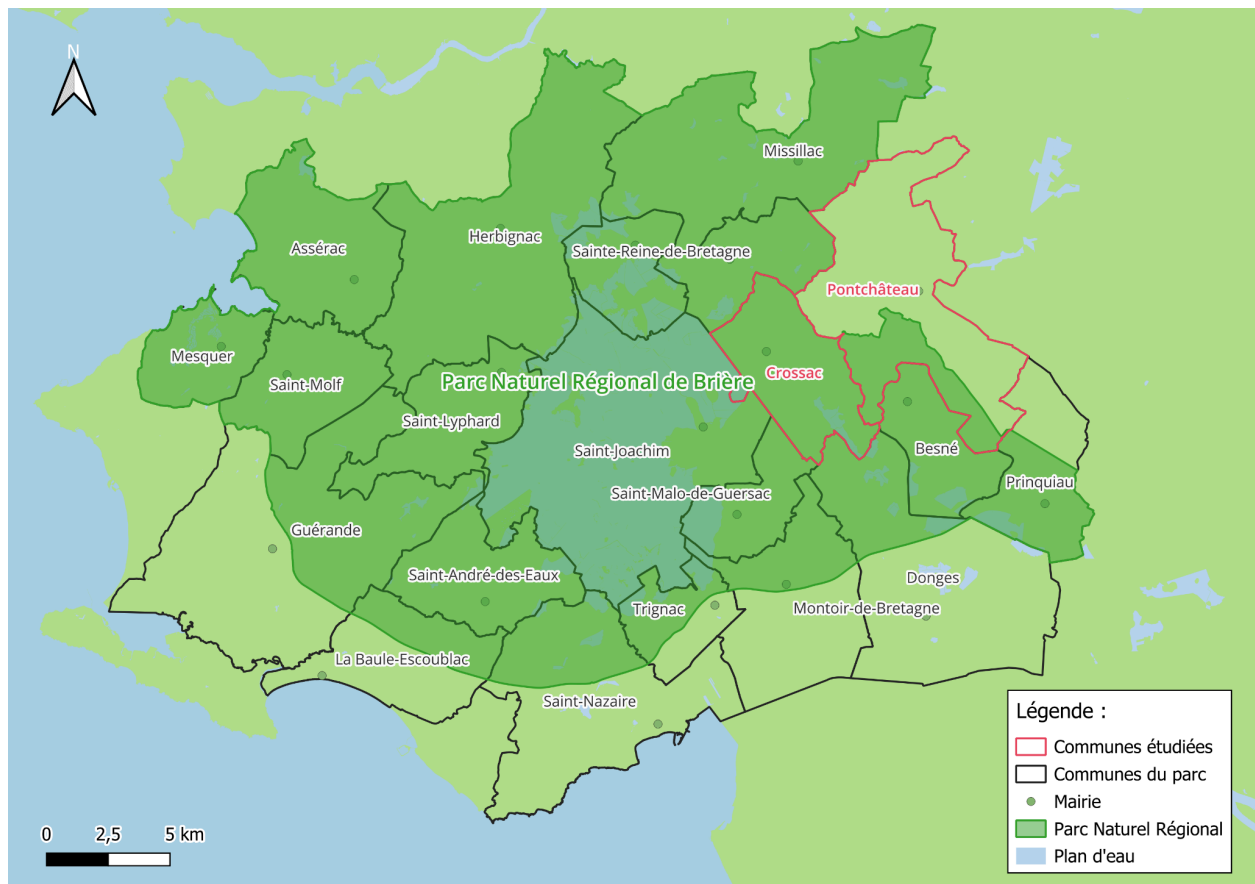 N
Missillac
Assérac
Herbignac
Sainte-Reine-de-Bretagne
Pontchâteau
Mesquer
Saint-Molf
Parc Naturel Régional de Brière
Crossac
Saint-Lyphard
Saint-Joachim
Besné
Prinquiau
Saint-Malo-de-Guersac
Guérande
Saint-André-des-Eaux
Donges
Trignac
Montoir-de-Bretagne
La Baule-Escoublac
Saint-Nazaire
Légende :
Communes étudiées
Communes du parc
Mairie
Parc Naturel Régional
Plan d'eau
0 2,5 5 km